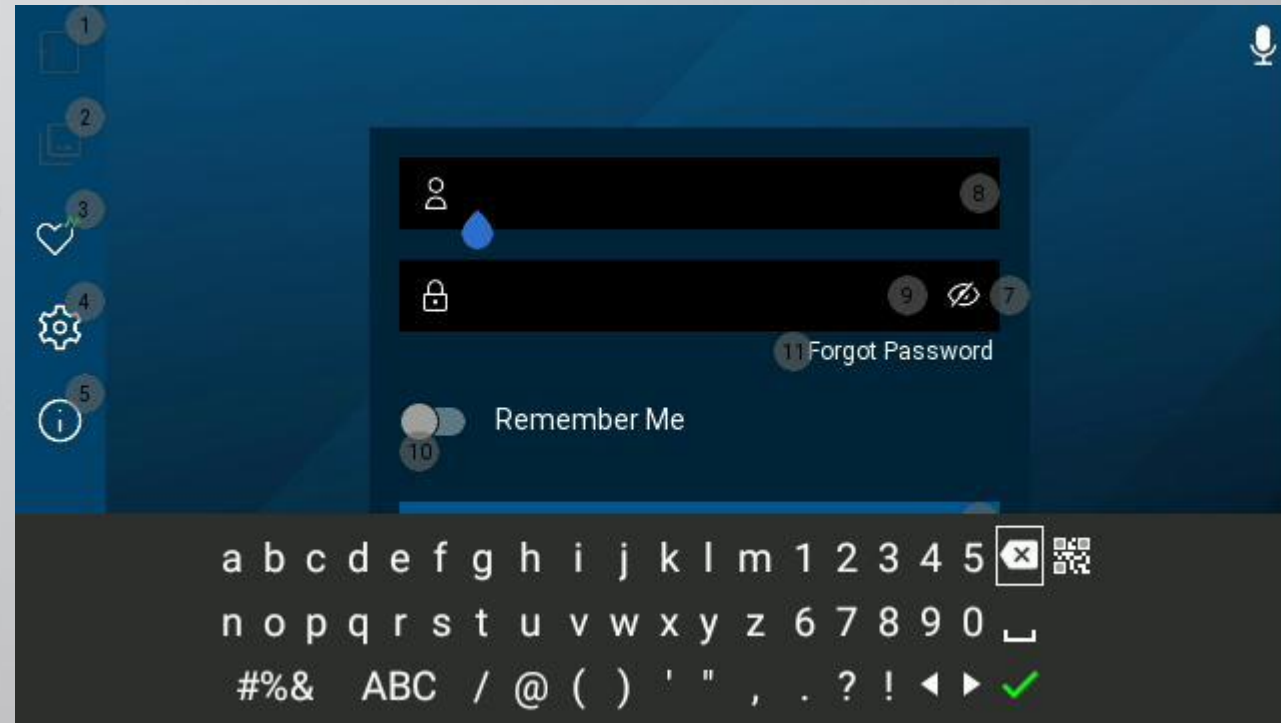 1
2
3
8
4
9
7
11 Forgot Password
5
Remember Me
10
a b c d e f g h i j k l m 1 2 3 4 5
n o p q r s t u v w x y z 6 7 8 9 0
#%& ABC / @ ( ) ' " , . ? !